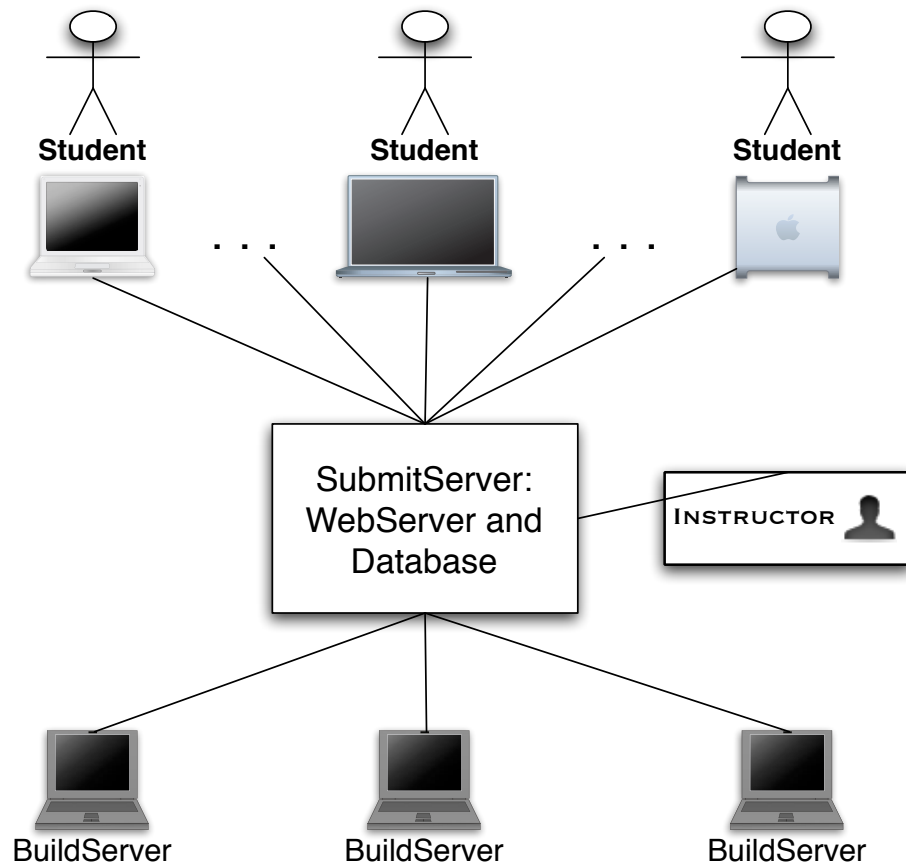 Student
Student
Student
. . .
. . .
SubmitServer:
WebServer and
Database
INSTRUCTOR
BuildServer
BuildServer
BuildServer